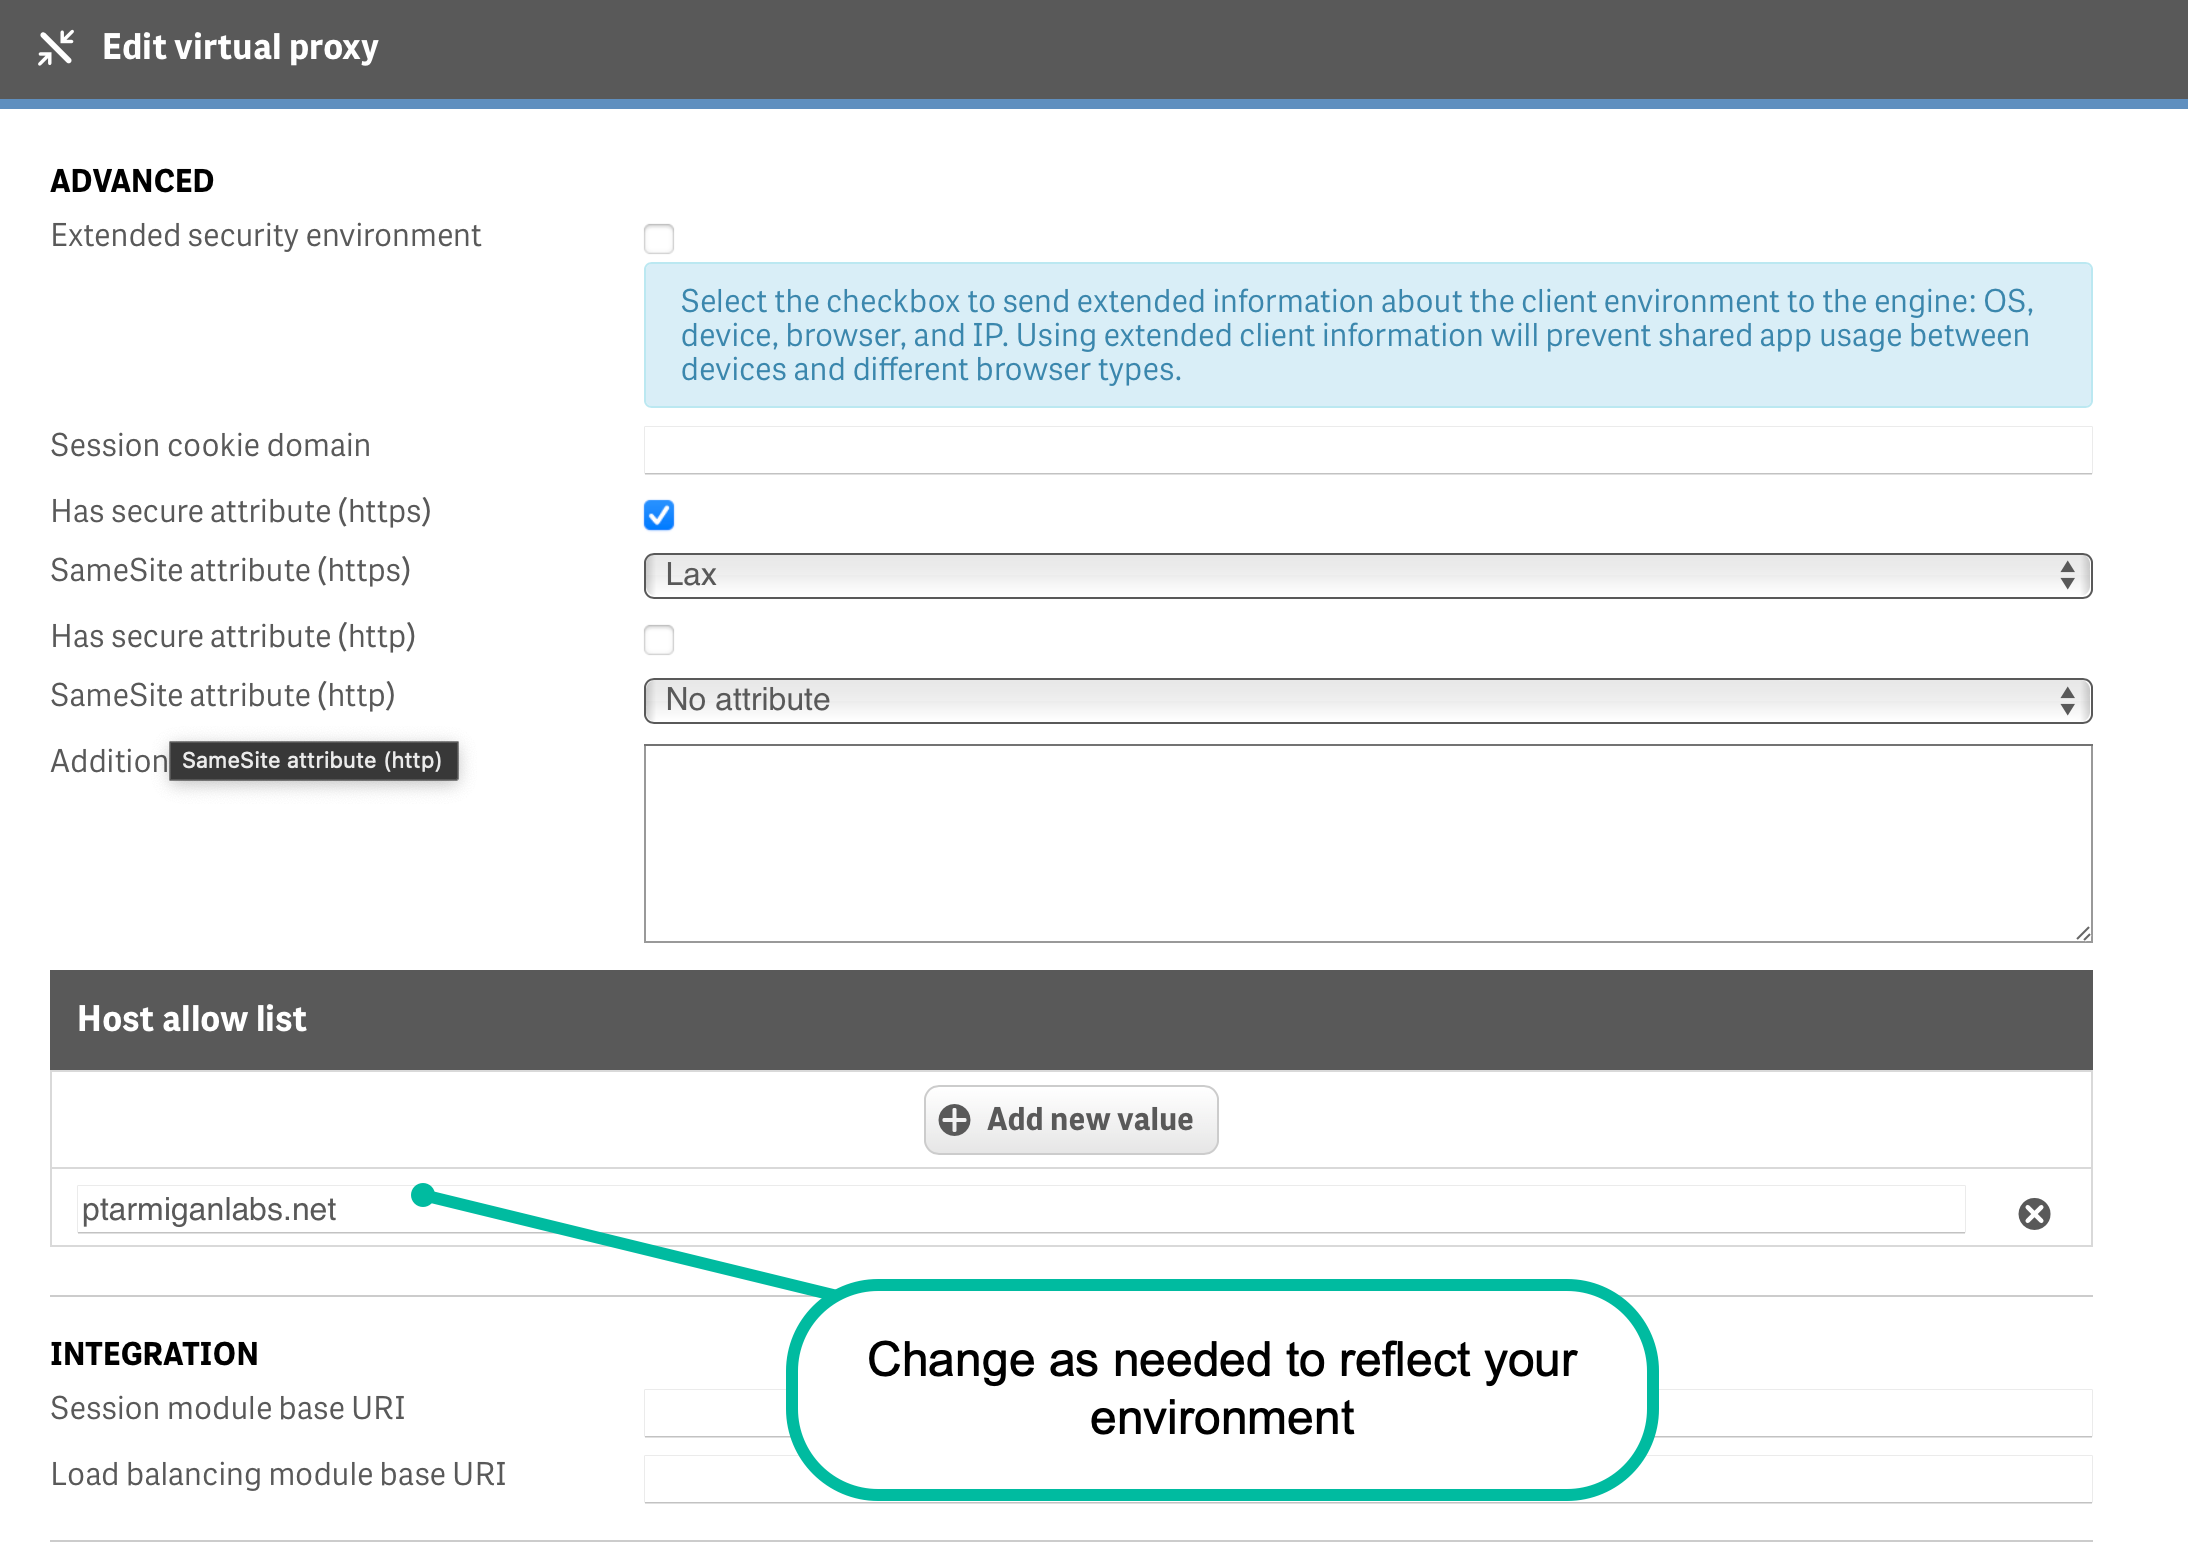 Edit virtual proxy
ADVANCED
Extended security environment
Select the checkbox to send extended information about the client environment to the engine: OS,
device, browser, and IP. Using extended client information will prevent shared app usage between
devices and different browser types.
Session cookie domain
Has secure attribute (https)
SameSite attribute (https)
Lax
Has secure attribute (http)
SameSite attribute (http)
No attribute
Addition
SameSite attribute (http)
Host allow list
Add new value
ptarmiganlabs.net
Change as needed to reflect your
environment
INTEGRATION
Session module base URI
Load balancing module base URI